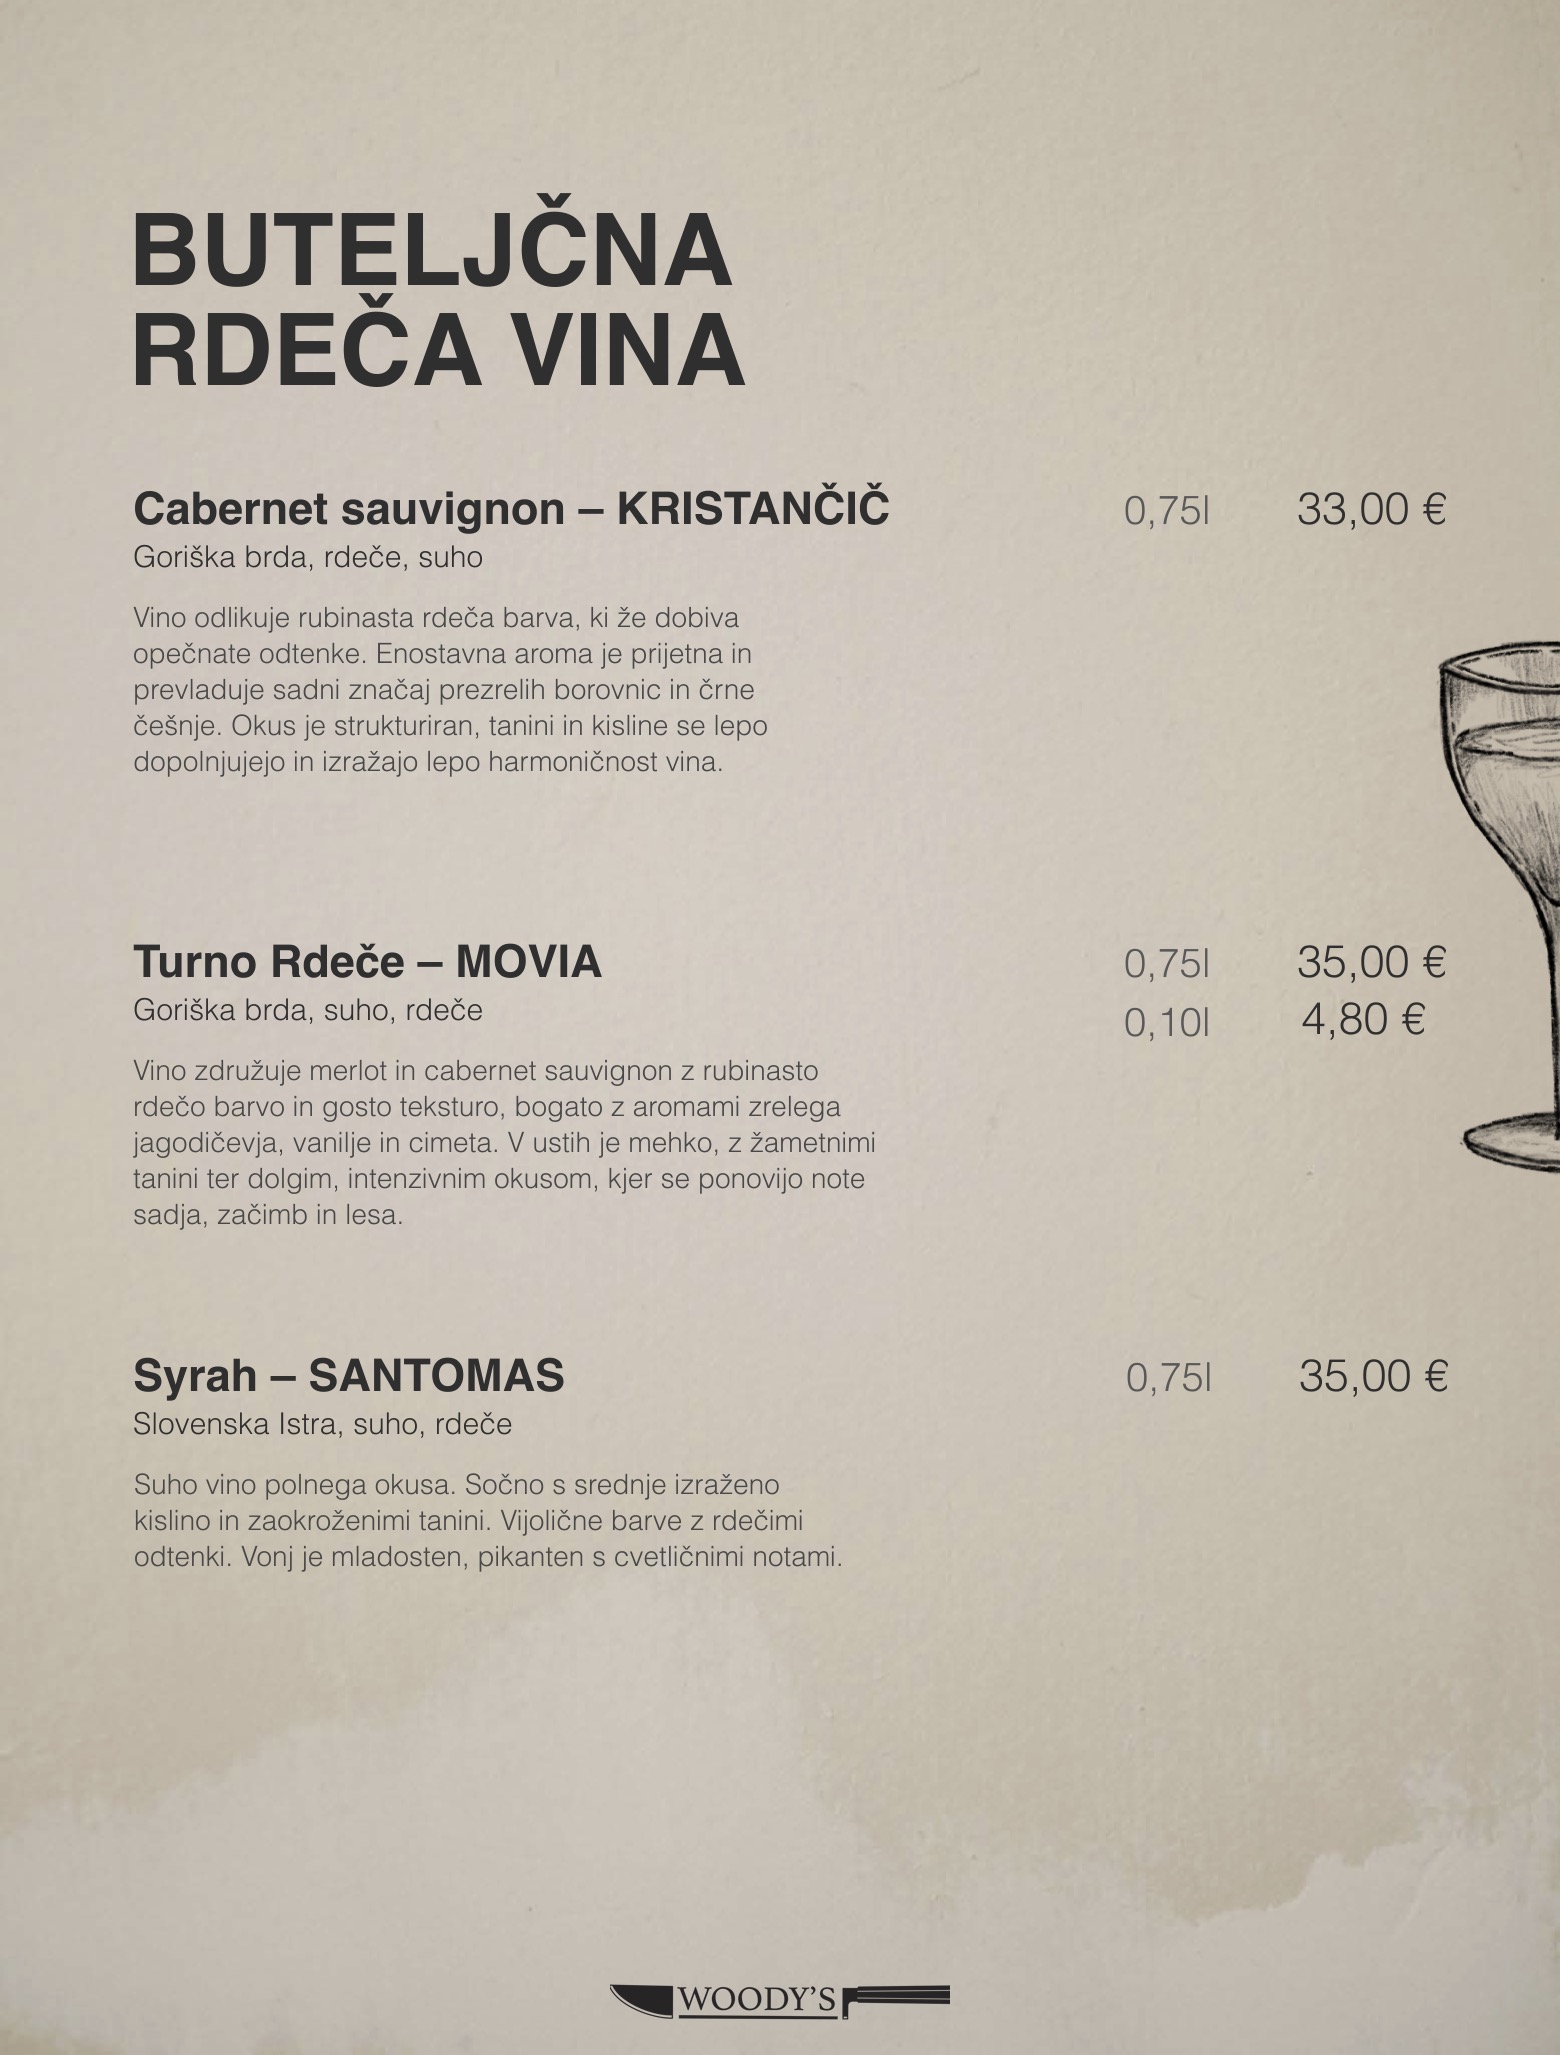 BUTELJČNA
RDEČA VINA
Cabernet sauvignon – KRISTANČIČ 0,75l 33,00 €
Goriška brda, rdeče, suho
Vino odlikuje rubinasta rdeča barva, ki že dobiva
opečnate odtenke. Enostavna aroma je prijetna in
prevladuje sadni značaj prezrelih borovnic in črne
češnje. Okus je strukturiran, tanini in kisline se lepo
dopolnjujejo in izražajo lepo harmoničnost vina.
Turno Rdeče – MOVIA 0,75l 35,00 €
Goriška brda, suho, rdeče 0,10l 4,80 €
Vino združuje merlot in cabernet sauvignon z rubinasto
rdečo barvo in gosto teksturo, bogato z aromami zrelega
jagodičevja, vanilje in cimeta. V ustih je mehko, z žametnimi
tanini ter dolgim, intenzivnim okusom, kjer se ponovijo note
sadja, začimb in lesa.
Syrah – SANTOMAS 0,75l 35,00 €
Slovenska Istra, suho, rdeče
Suho vino polnega okusa. Sočno s srednje izraženo
kislino in zaokroženimi tanini. Vijolične barve z rdečimi
odtenki. Vonj je mladosten, pikanten s cvetličnimi notami.
WOODY'S